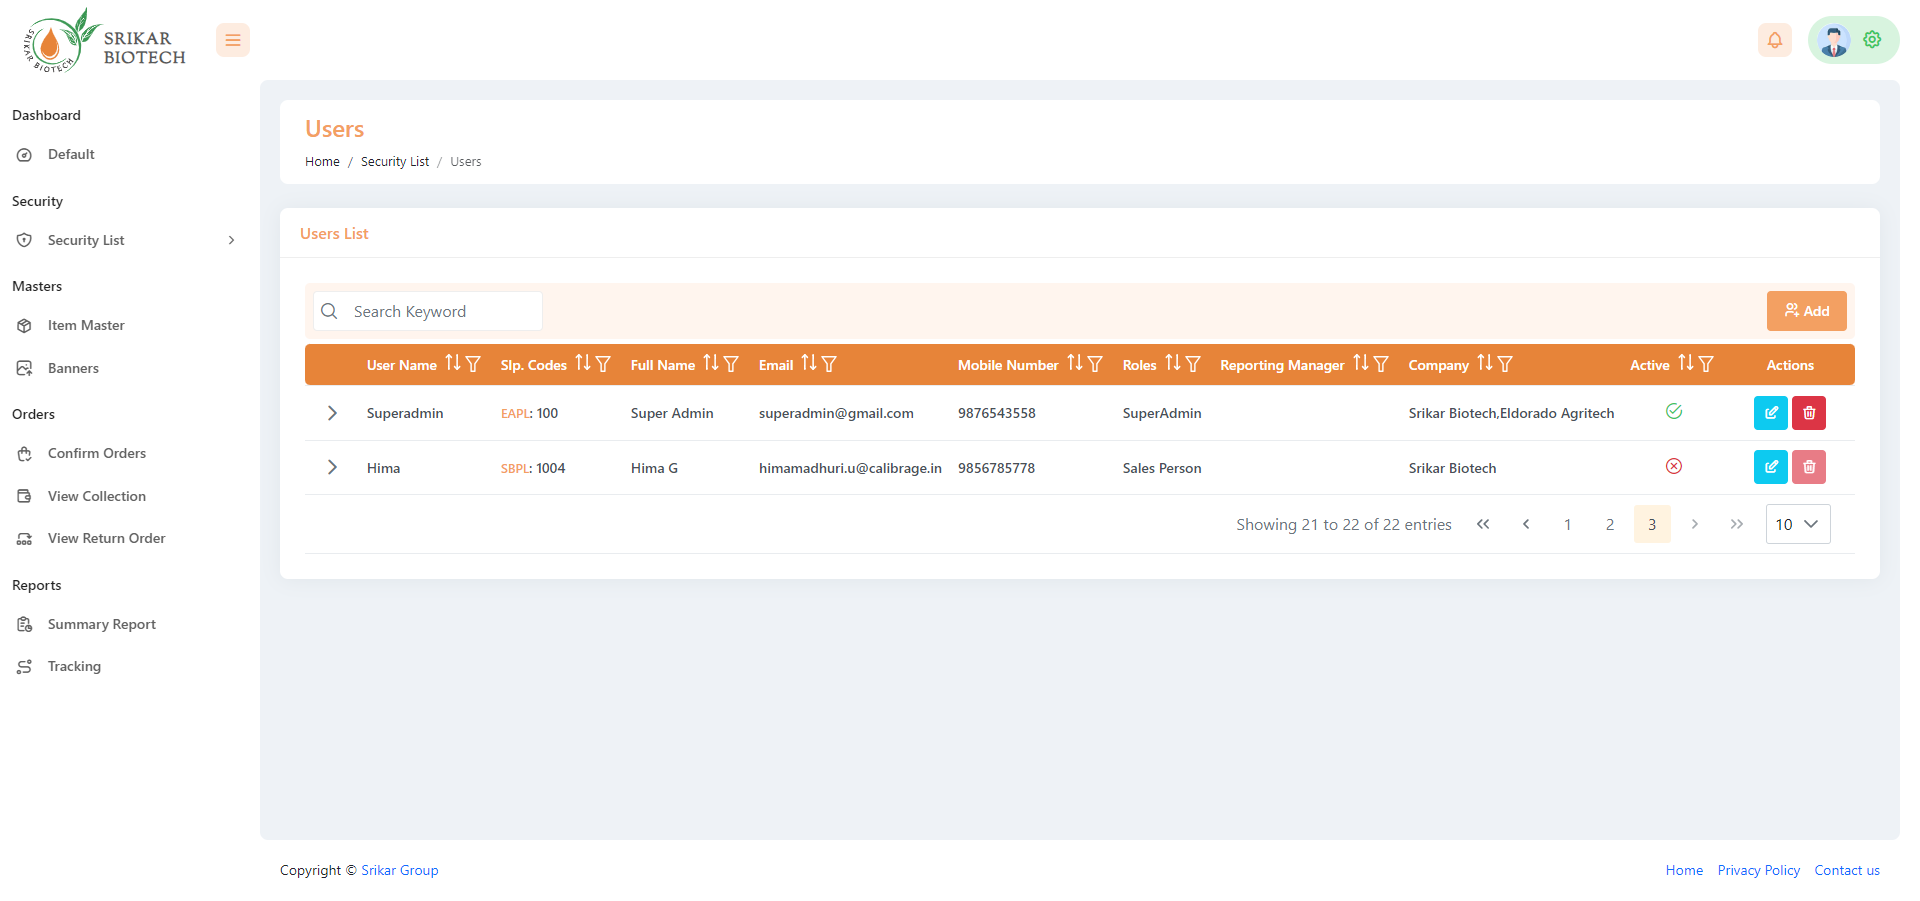 SRIKAR BIOTECH
SRIKAR
BIOTECH
Dashboard
Default
Security
Security List
Masters
Item Master
Banners
Orders
Confirm Orders
View Collection
View Return Order
Reports
Summary Report
Tracking
Users
Home / Security List / Users
Users List
Search Keyword
Add
User Name Slp. Codes Full Name Email Mobile Number Roles Reporting Manager Company Active Actions
Superadmin EAPL: 100 Super Admin superadmin@gmail.com 9876543558 SuperAdmin Srikar Biotech,Eldorado Agritech
Hima SBPL: 1004 Hima G himamadhuri.u@calibrage.in 9856785778 Sales Person Srikar Biotech
Showing 21 to 22 of 22 entries 1 2 3 10
Copyright © Srikar Group
Home Privacy Policy Contact us